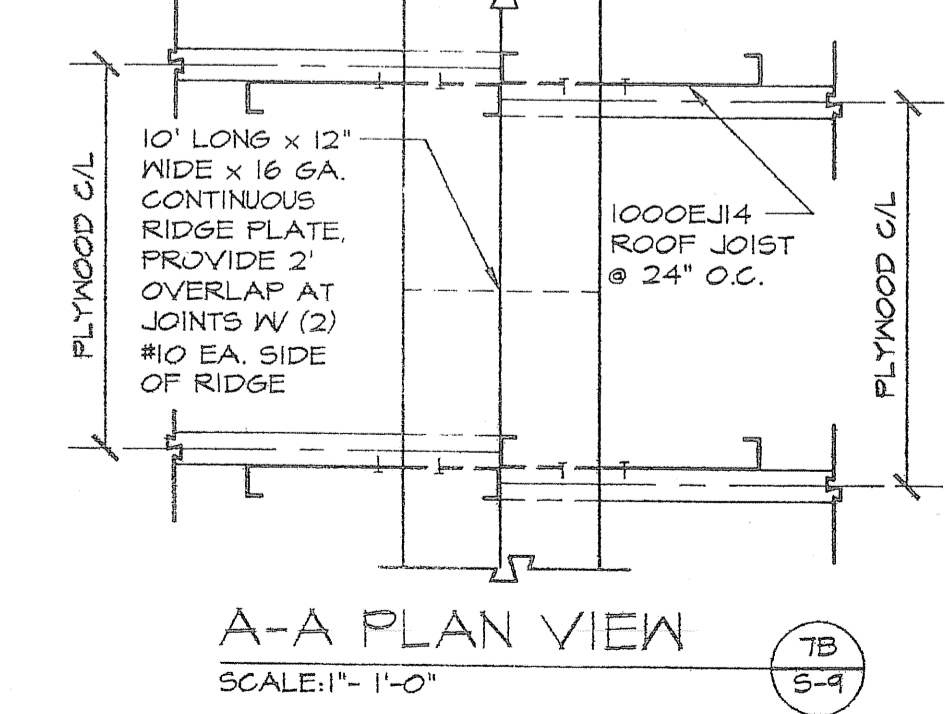 PLYWOOD C/L
10' LONG x 12"
WIDE x 16 GA.
CONTINUOUS
RIDGE PLATE,
PROVIDE 2'
OVERLAP AT
JOINTS W/ (2)
#10 EA. SIDE
OF RIDGE
1000EJ14
ROOF JOIST
@ 24" O.C.
PLYWOOD C/L
A-A PLAN VIEW
SCALE:1"- 1'-0"
7B
S-9